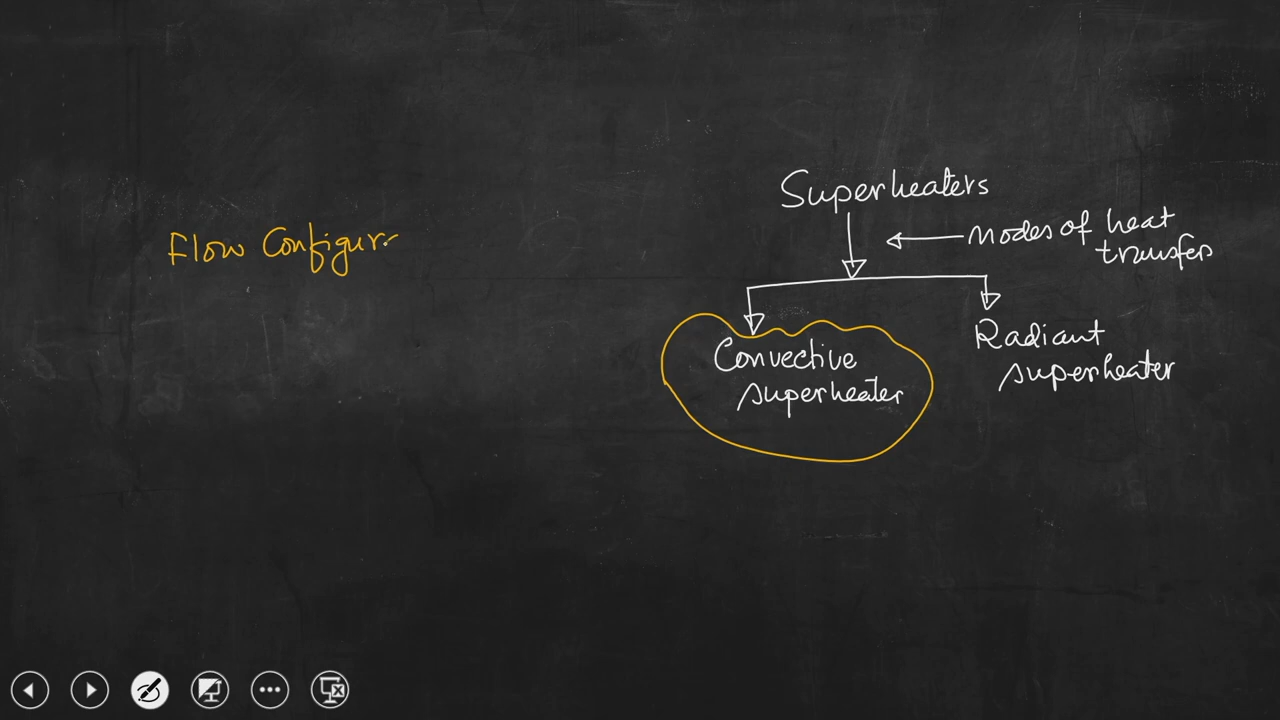 Superheaters
Modes of heat
transfer
Flow Configur
Convective
superheater
Radiant
superheater